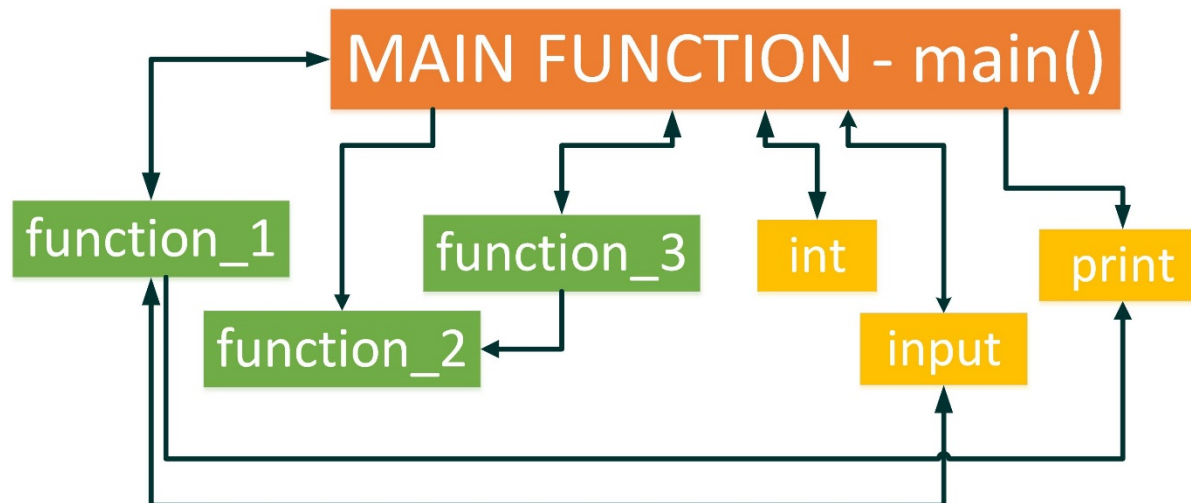 MAIN FUNCTION - main()
function_1
function_3
int
print
function_2
input